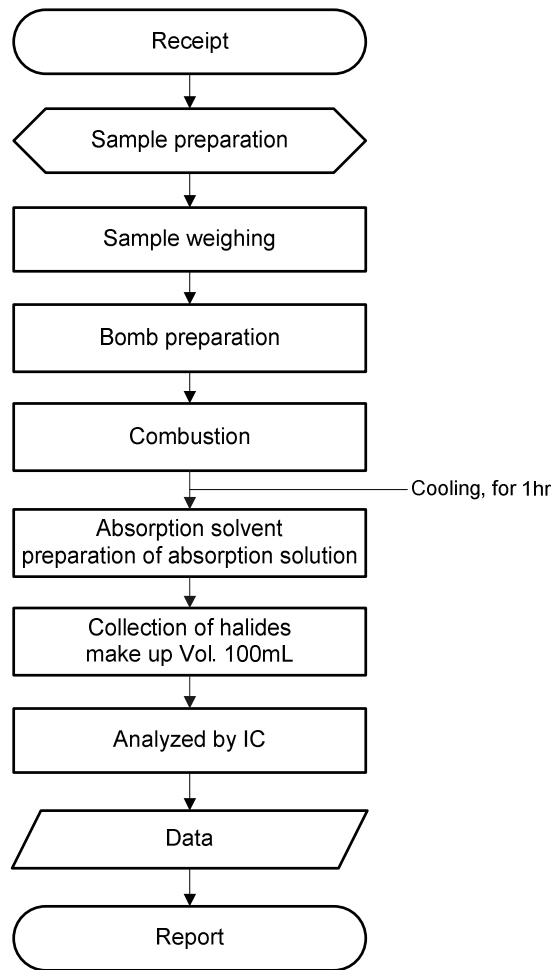 Receipt
Sample preparation
Sample weighing
Bomb preparation
Combustion
Cooling, for 1hr
Absorption solvent
preparation of absorption solution
Collection of halides
make up Vol. 100mL
Analyzed by IC
Data
Report